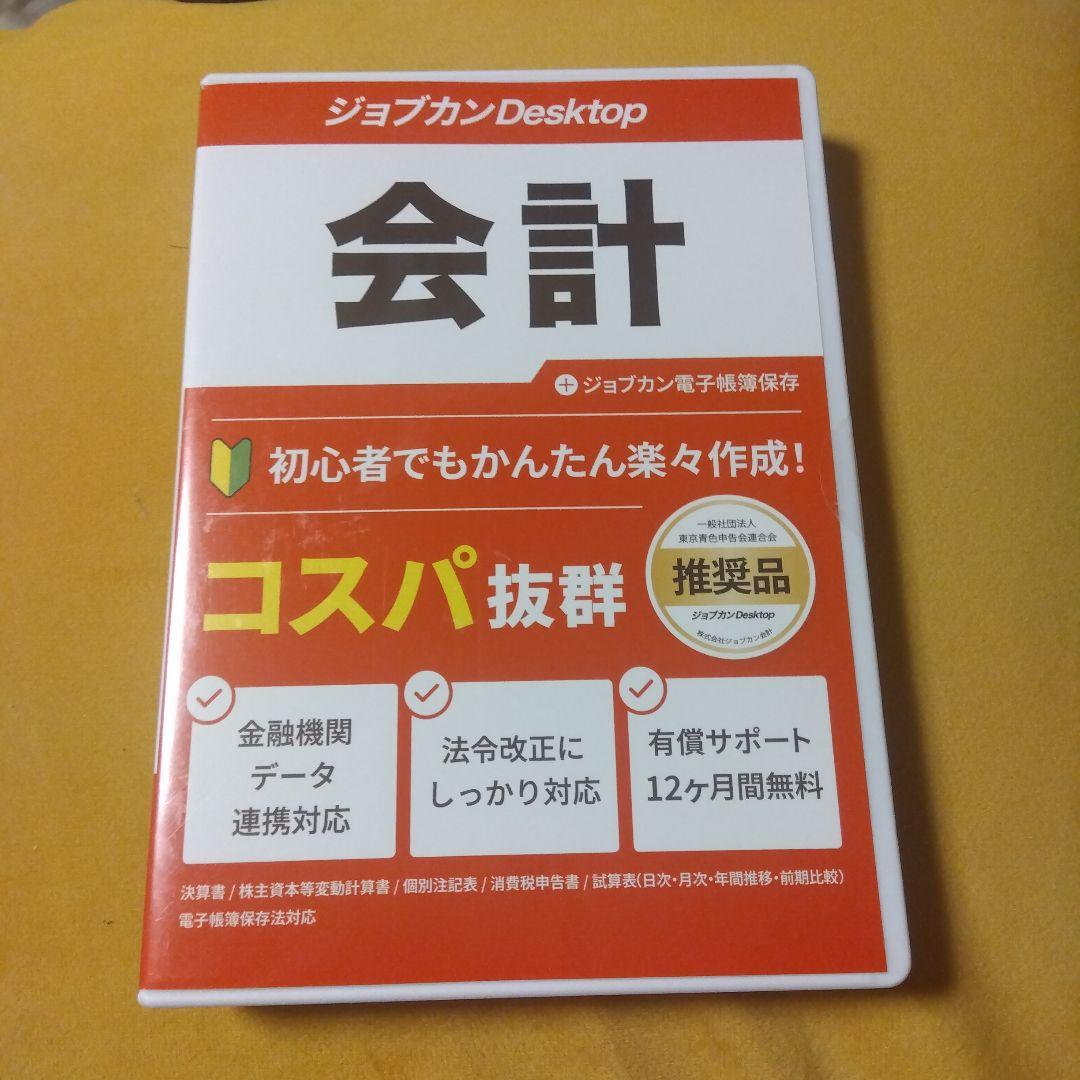 ジョブカンDesktop
会計
+ ジョブカン電子帳簿保存
初心者でもかんたん楽々作成!
コスパ抜群
一般社団法人
東京青色申告会連合会
推奨品
ジョブカンDesktop
株式会社ジョブカン会計
金融機関
データ
連携対応
法令改正に
しっかり対応
有償サポート
12ヶ月間無料
決算書/株主資本等変動計算書/個別注記表/消費税申告書/試算表(日次・月次・年間推移・前期比較)
電子帳簿保存法対応